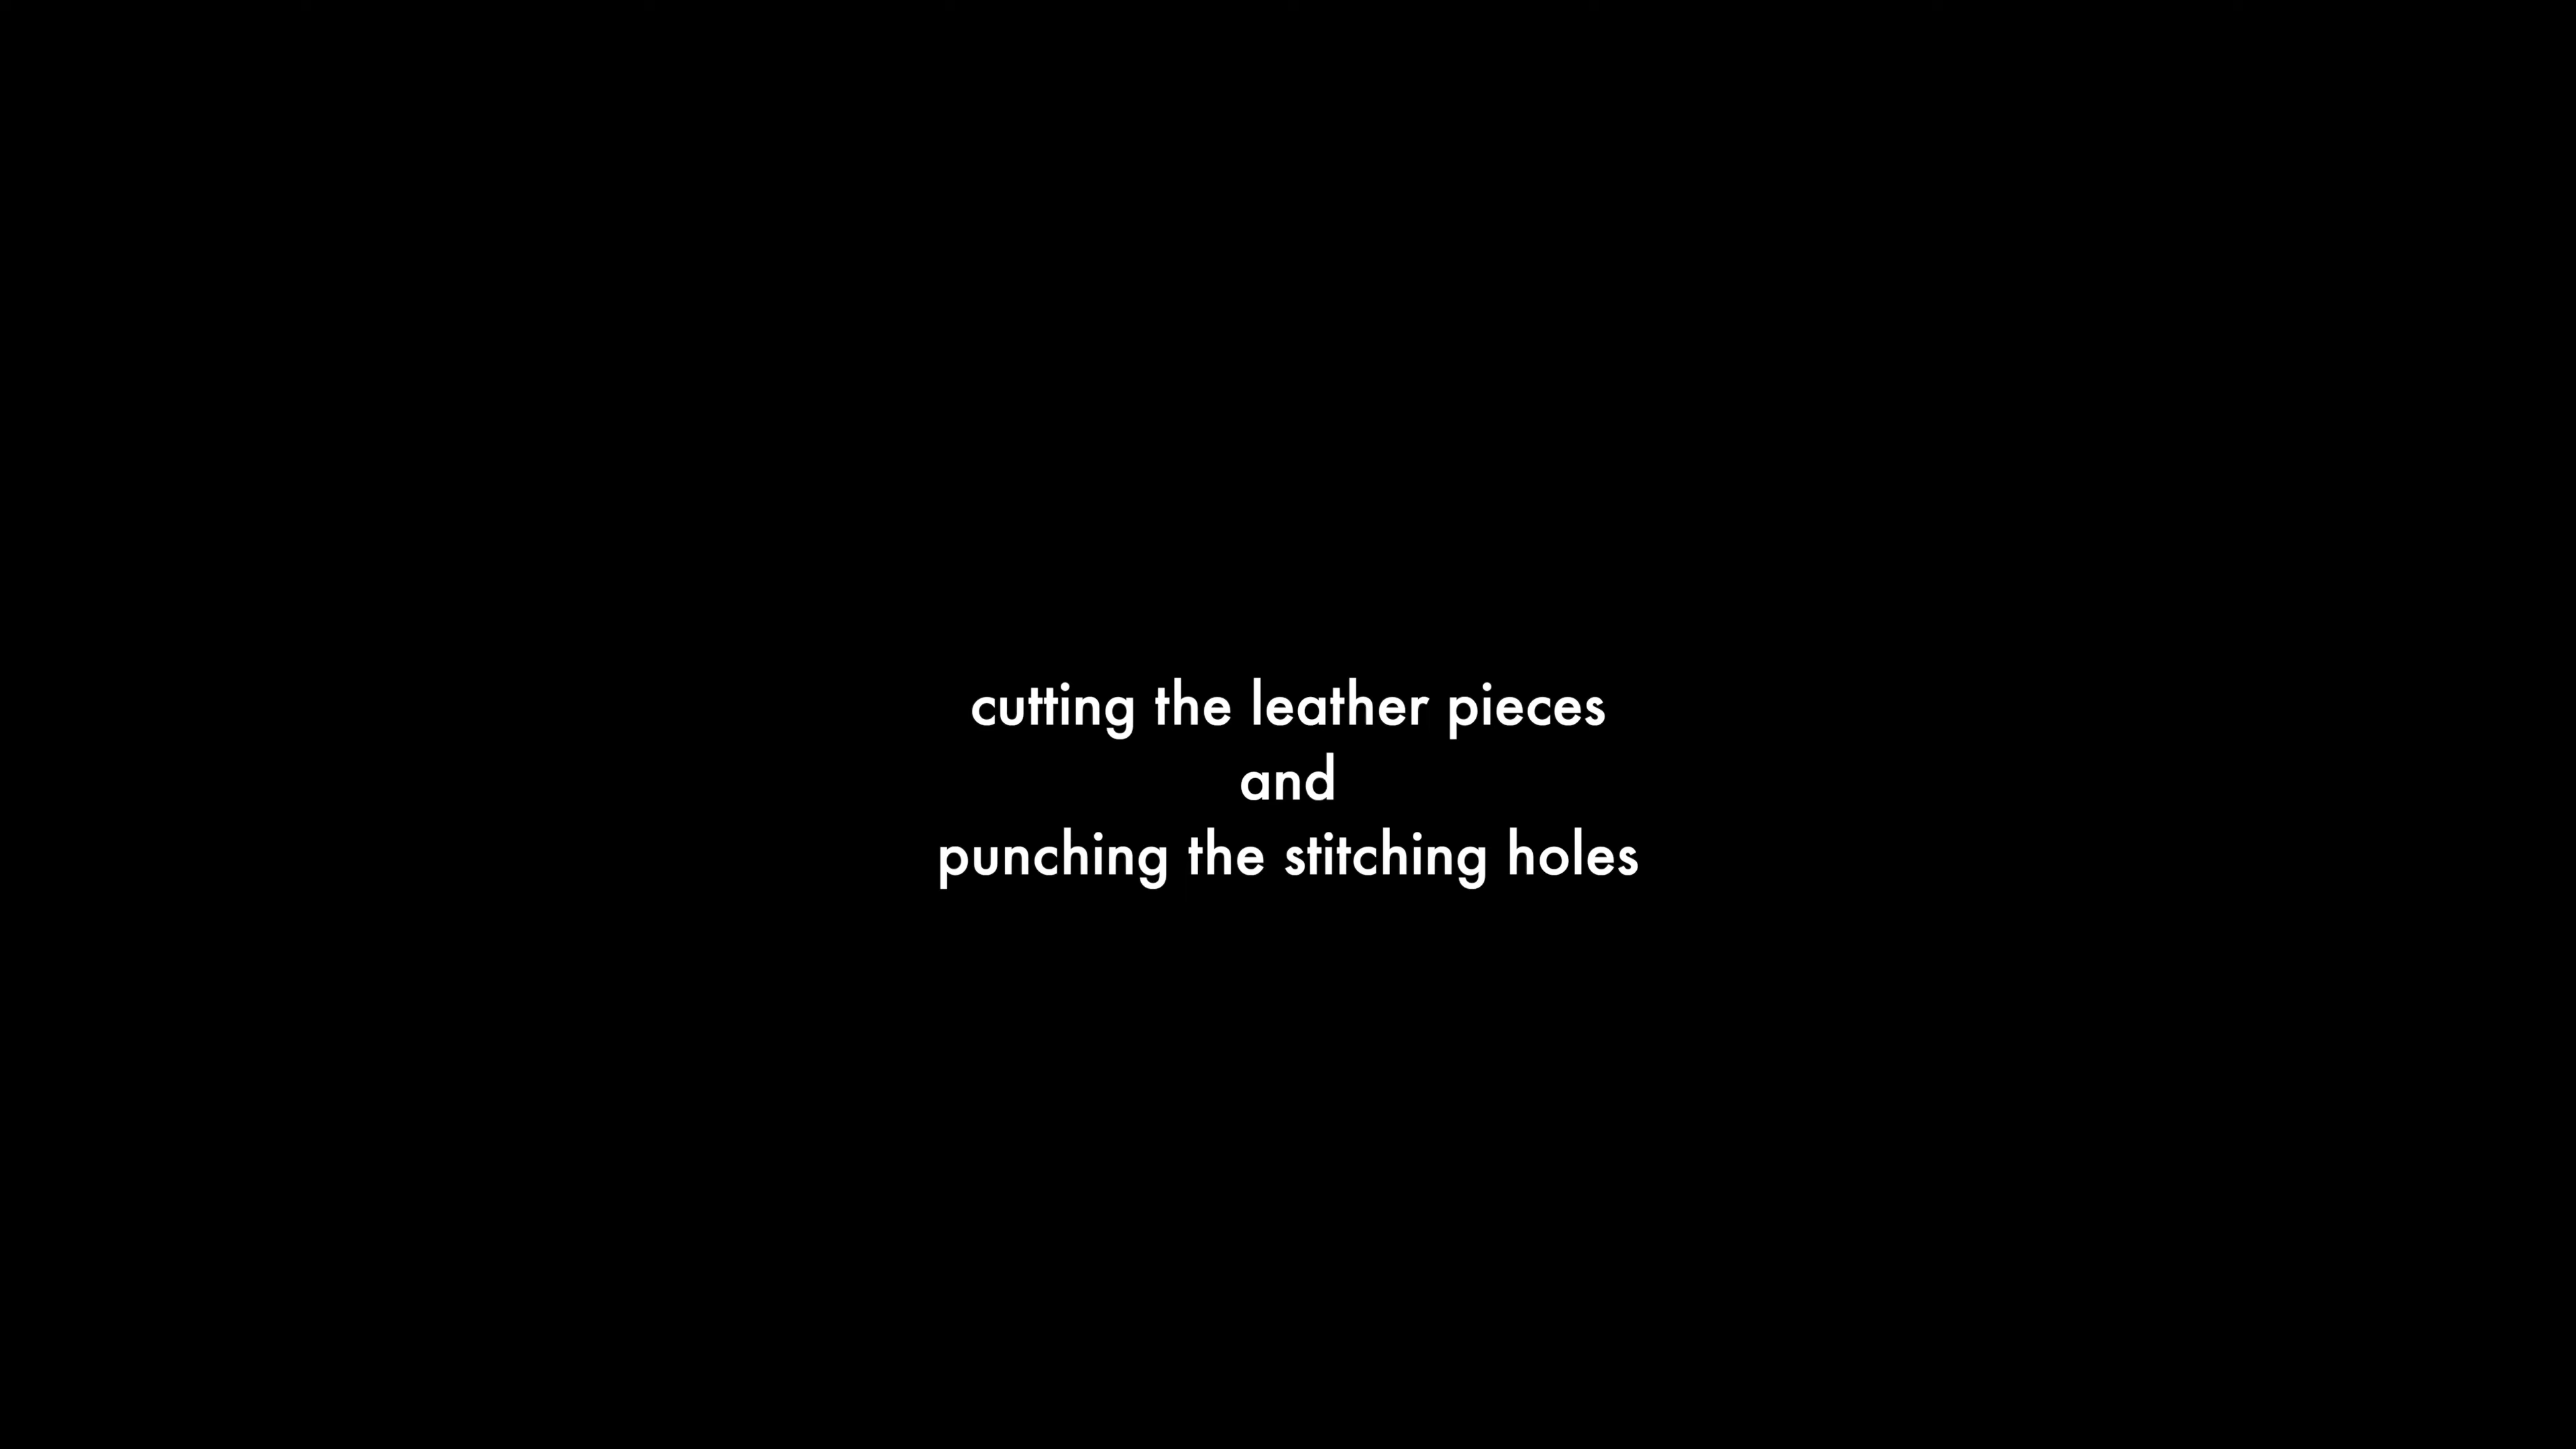 cutting the leather pieces
and
punching the stitching holes